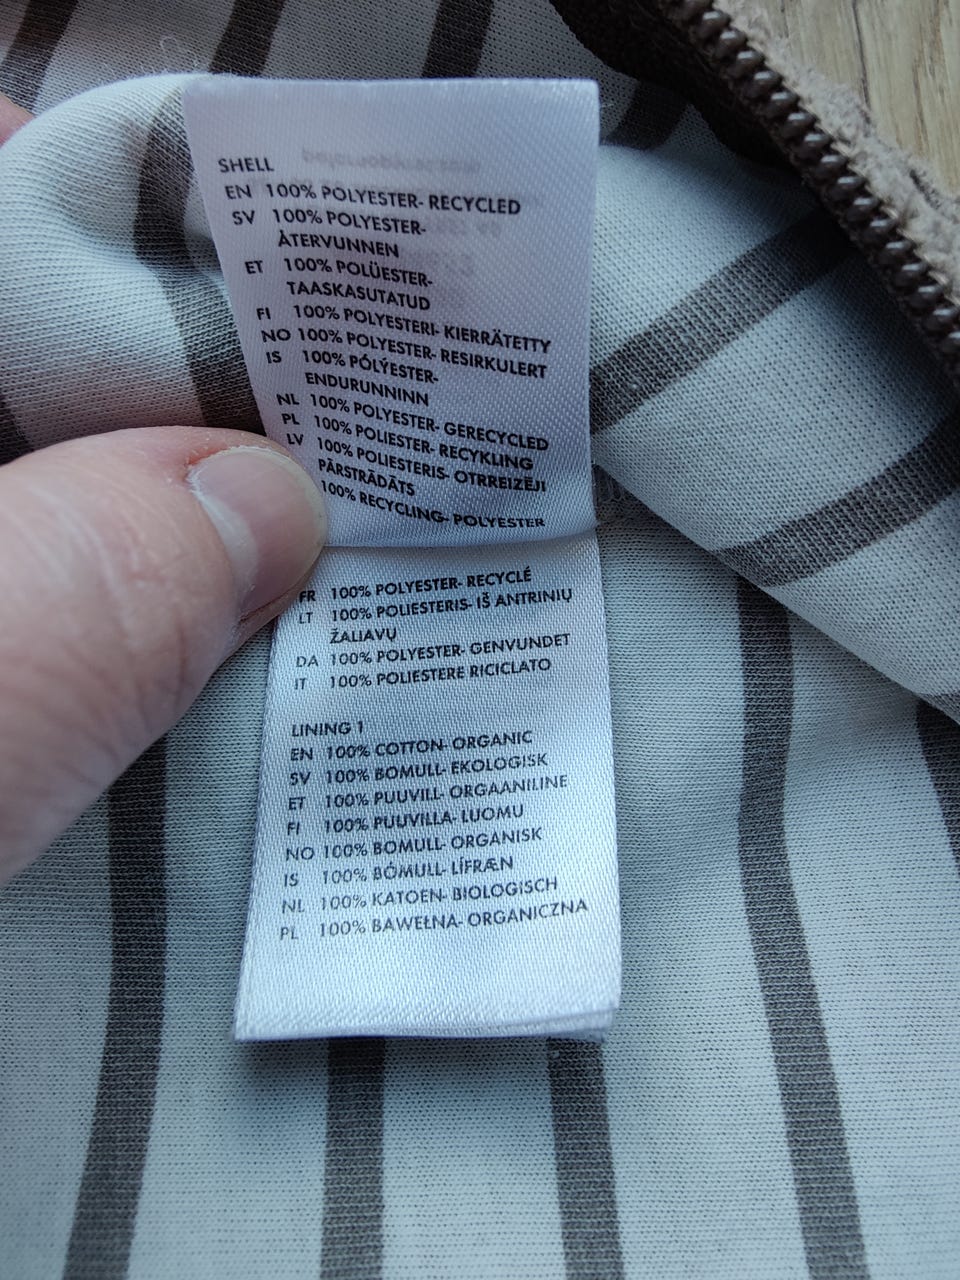 SHELL
EN 100% POLYESTER- RECYCLED
SV 100% POLYESTER-
ÅTERVUNNEN
ET 100% POLÜESTER-
TAASKASUTATUD
FI 100% POLYESTERI- KIERRÄTETTY
NO 100% POLYESTER- RESIRKULERT
IS 100% PÓLÝESTER-
ENDURUNNINN
NL 100% POLYESTER- GERECYCLED
PL 100% POLIESTER- RECYKLING
LV 100% POLIESTERIS- OTRREIZĒJI
PĀRSTRĀDĀTS
100% RECYCLING- POLYESTER
FR 100% POLYESTER- RECYCLÉ
LT 100% POLIESTERIS- IŠ ANTRINIŲ
ŽALIAVŲ
DA 100% POLYESTER- GENVUNDET
IT 100% POLIESTERE RICICLATO
LINING 1
EN 100% COTTON- ORGANIC
SV 100% BOMULL- EKOLOGISK
ET 100% PUUVILL- ORGAANILINE
FI 100% PUUVILLA- LUOMU
NO 100% BOMULL- ORGANISK
IS 100% BÓMULL- LÍFRÆN
NL 100% KATOEN- BIOLOGISCH
PL 100% BAWEŁNA- ORGANICZNA